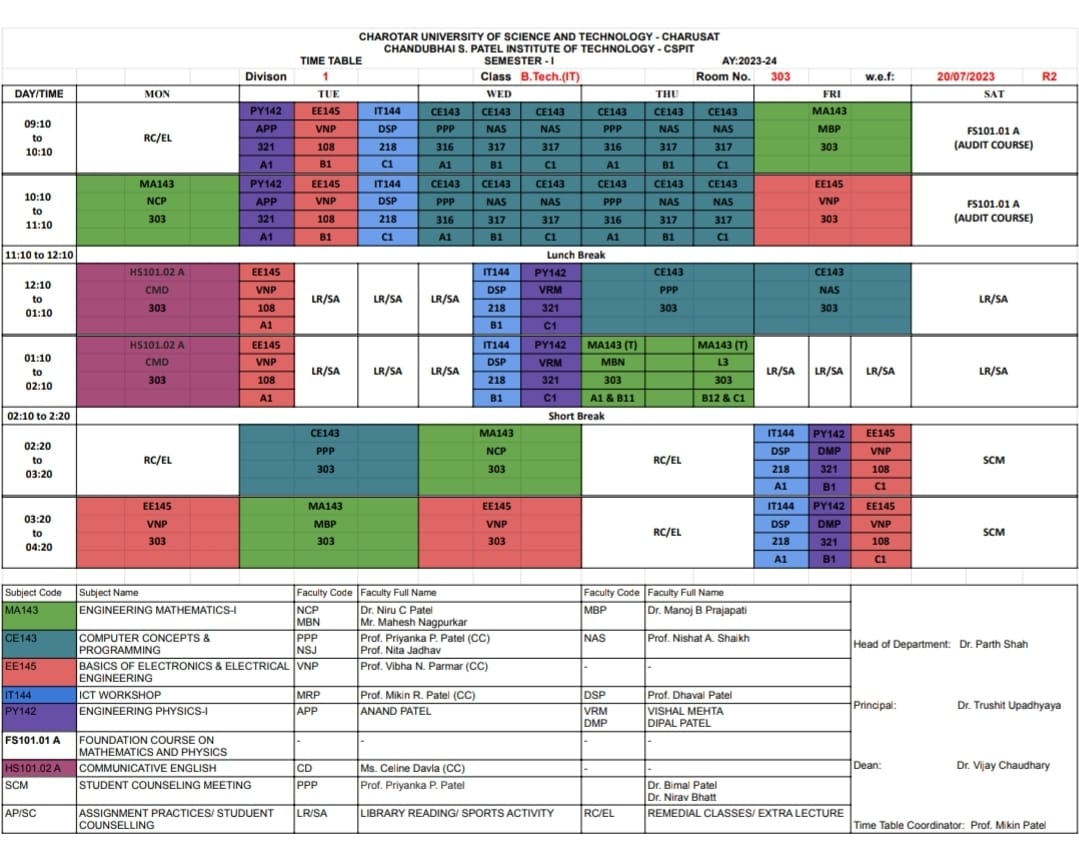 CHAROTAR UNIVERSITY OF SCIENCE AND TECHNOLOGY - CHARUSAT
CHANDUBHAI S. PATEL INSTITUTE OF TECHNOLOGY - CSPIT
TIME TABLE SEMESTER - I AY:2023-24
Divison 1 Class B.Tech.(IT) Room No. 303 w.e.f: 20/07/2023 R2
DAY/TIME MON TUE WED THU FRI SAT
09:10 to 10:10
RC/EL
PY142 APP 321 A1
EE145 VNP 108 B1
IT144 DSP 218 C1
CE143 PPP 316 A1
CE143 NAS 317 B1
CE143 NAS 317 C1
CE143 PPP 316 A1
CE143 NAS 317 B1
CE143 NAS 317 C1
MA143 MBP 303
FS101.01 A (AUDIT COURSE)
10:10 to 11:10
MA143 NCP 303
PY142 APP 321 A1
EE145 VNP 108 B1
IT144 DSP 218 C1
CE143 PPP 316 A1
CE143 NAS 317 B1
CE143 NAS 317 C1
CE143 PPP 316 A1
CE143 NAS 317 B1
CE143 NAS 317 C1
EE145 VNP 303
FS101.01 A (AUDIT COURSE)
11:10 to 12:10 Lunch Break
12:10 to 01:10
HS101.02 A CMD 303
EE145 VNP 108 A1
LR/SA
LR/SA
LR/SA
IT144 DSP 218 B1
PY142 VRM 321 C1
CE143 PPP 303
CE143 NAS 303
LR/SA
01:10 to 02:10
HS101.02 A CMD 303
EE145 VNP 108 A1
LR/SA
LR/SA
LR/SA
IT144 DSP 218 B1
PY142 VRM 321 C1
MA143 (T) MBN 303 A1 & B11
MA143 (T) L3 303 B12 & C1
LR/SA
LR/SA
LR/SA
LR/SA
02:10 to 2:20 Short Break
02:20 to 03:20
RC/EL
CE143 PPP 303
MA143 NCP 303
RC/EL
IT144 DSP 218 A1
PY142 DMP 321 B1
EE145 VNP 108 C1
SCM
03:20 to 04:20
EE145 VNP 303
MA143 MBP 303
EE145 VNP 303
RC/EL
IT144 DSP 218 A1
PY142 DMP 321 B1
EE145 VNP 108 C1
SCM
Subject Code Subject Name Faculty Code Faculty Full Name Faculty Code Faculty Full Name
MA143 ENGINEERING MATHEMATICS-I NCP Dr. Niru C Patel MBP Dr. Manoj B Prajapati
MBN Mr. Mahesh Nagpurkar
CE143 COMPUTER CONCEPTS & PPP Prof. Priyanka P. Patel (CC) NAS Prof. Nishat A. Shaikh
PROGRAMMING NSJ Prof. Nita Jadhav
Head of Department: Dr. Parth Shah
EE145 BASICS OF ELECTRONICS & ELECTRICAL VNP Prof. Vibha N. Parmar (CC) - -
ENGINEERING
IT144 ICT WORKSHOP MRP Prof. Mikin R. Patel (CC) DSP Prof. Dhaval Patel
Principal: Dr. Trushit Upadhyaya
PY142 ENGINEERING PHYSICS-I APP ANAND PATEL VRM VISHAL MEHTA
DMP DIPAL PATEL
FS101.01 A FOUNDATION COURSE ON - - - -
MATHEMATICS AND PHYSICS
HS101.02 A COMMUNICATIVE ENGLISH CD Ms. Celine Davla (CC) - -
Dean: Dr. Vijay Chaudhary
SCM STUDENT COUNSELING MEETING PPP Prof. Priyanka P. Patel Dr. Bimal Patel
Dr. Nirav Bhatt
AP/SC ASSIGNMENT PRACTICES/ STUDUENT LR/SA LIBRARY READING/ SPORTS ACTIVITY RC/EL REMEDIAL CLASSES/ EXTRA LECTURE
COUNSELLING
Time Table Coordinator: Prof. Mikin Patel